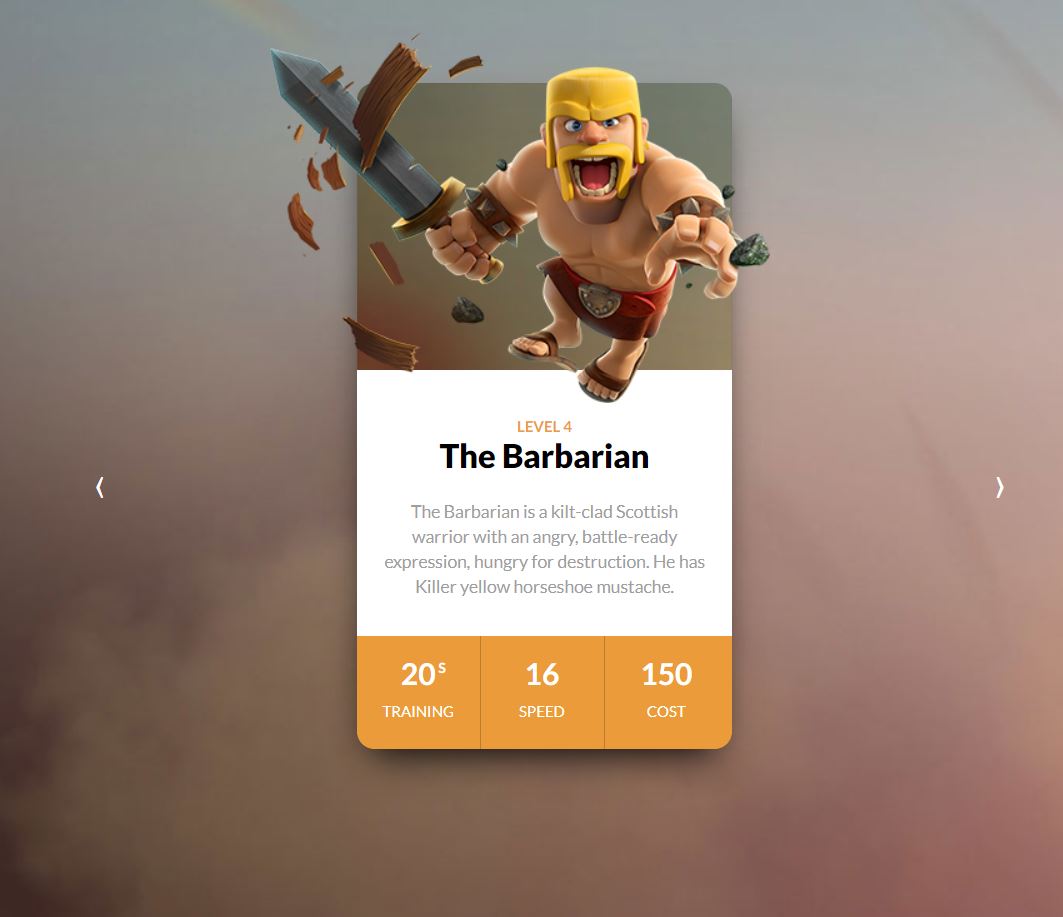 LEVEL 4
The Barbarian
The Barbarian is a kilt-clad Scottish
warrior with an angry, battle-ready
expression, hungry for destruction. He has
Killer yellow horseshoe mustache.
20S 16 150
TRAINING SPEED COST